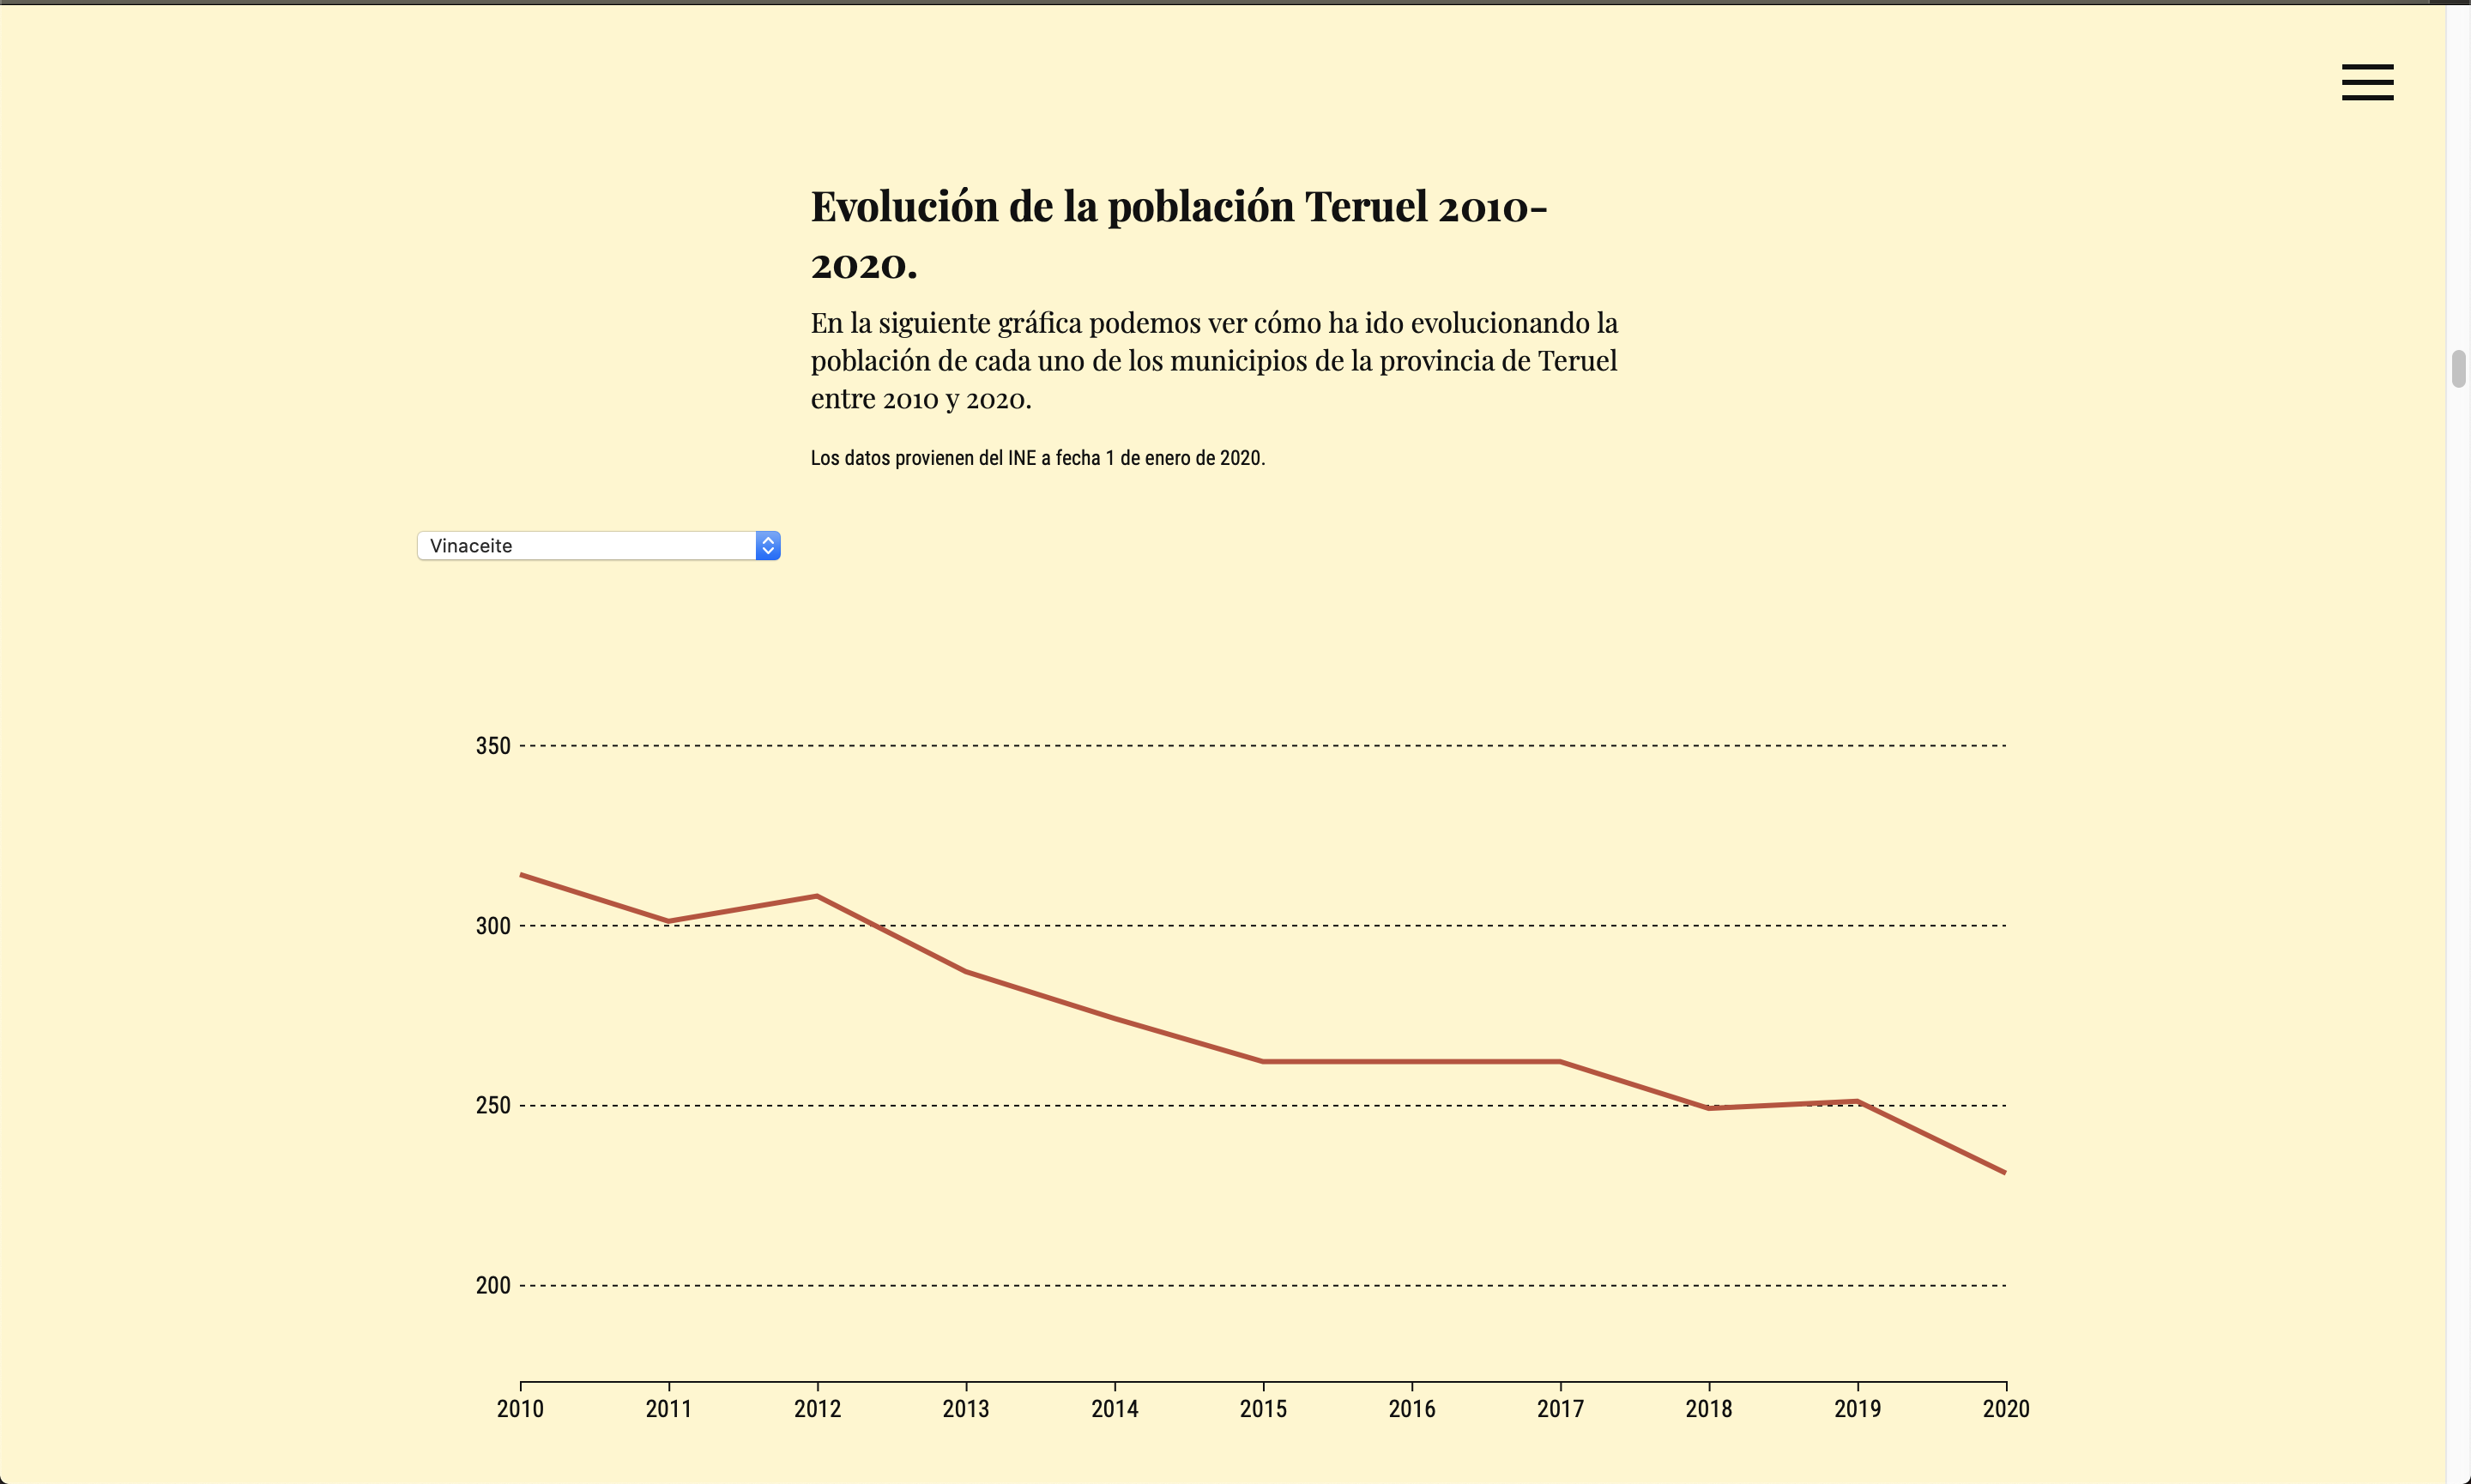 Evolución de la población Teruel 2010-
2020.
En la siguiente gráfica podemos ver cómo ha ido evolucionando la
población de cada uno de los municipios de la provincia de Teruel
entre 2010 y 2020.
Los datos provienen del INE a fecha 1 de enero de 2020.
Vinaceite
350
300
250
200
2010 2011 2012 2013 2014 2015 2016 2017 2018 2019 2020